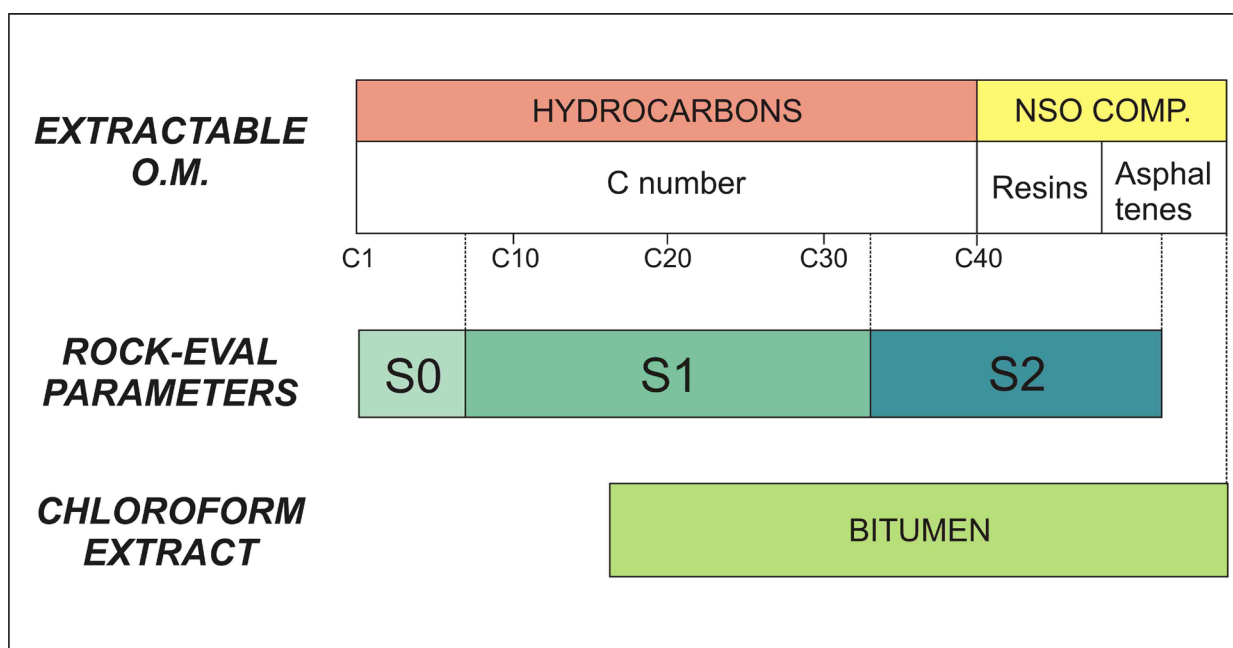 EXTRACTABLE
O.M.
HYDROCARBONS
NSO COMP.
C number
Resins
Asphal
tenes
C1
C10
C20
C30
C40
ROCK-EVAL
PARAMETERS
S0
S1
S2
CHLOROFORM
EXTRACT
BITUMEN